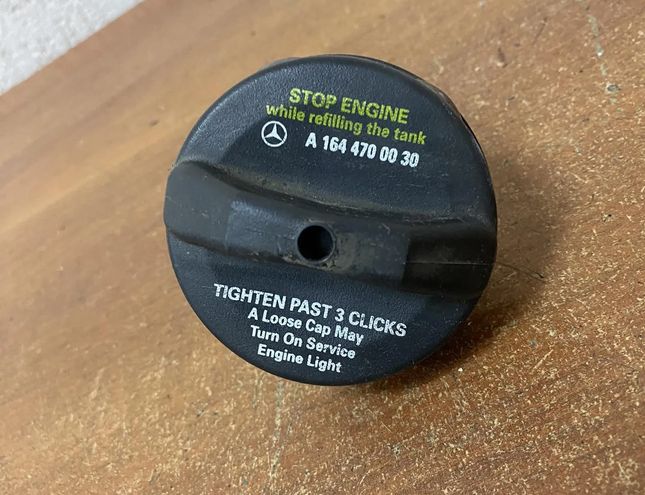 STOP ENGINE
while refilling the tank
A 164 470 00 30
TIGHTEN PAST 3 CLICKS
A Loose Cap May
Turn On Service
Engine Light